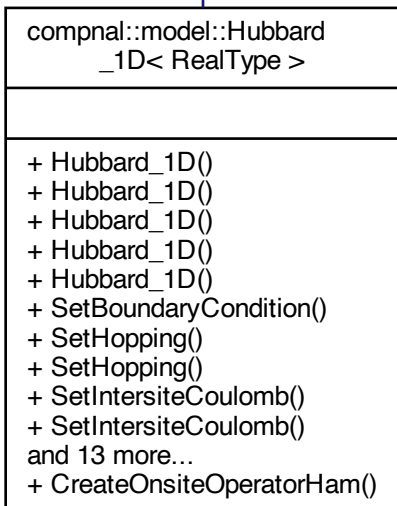 compnal::model::Hubbard
_1D< RealType >
+ Hubbard_1D()
+ Hubbard_1D()
+ Hubbard_1D()
+ Hubbard_1D()
+ Hubbard_1D()
+ SetBoundaryCondition()
+ SetHopping()
+ SetHopping()
+ SetIntersiteCoulomb()
+ SetIntersiteCoulomb()
and 13 more...
+ CreateOnsiteOperatorHam()